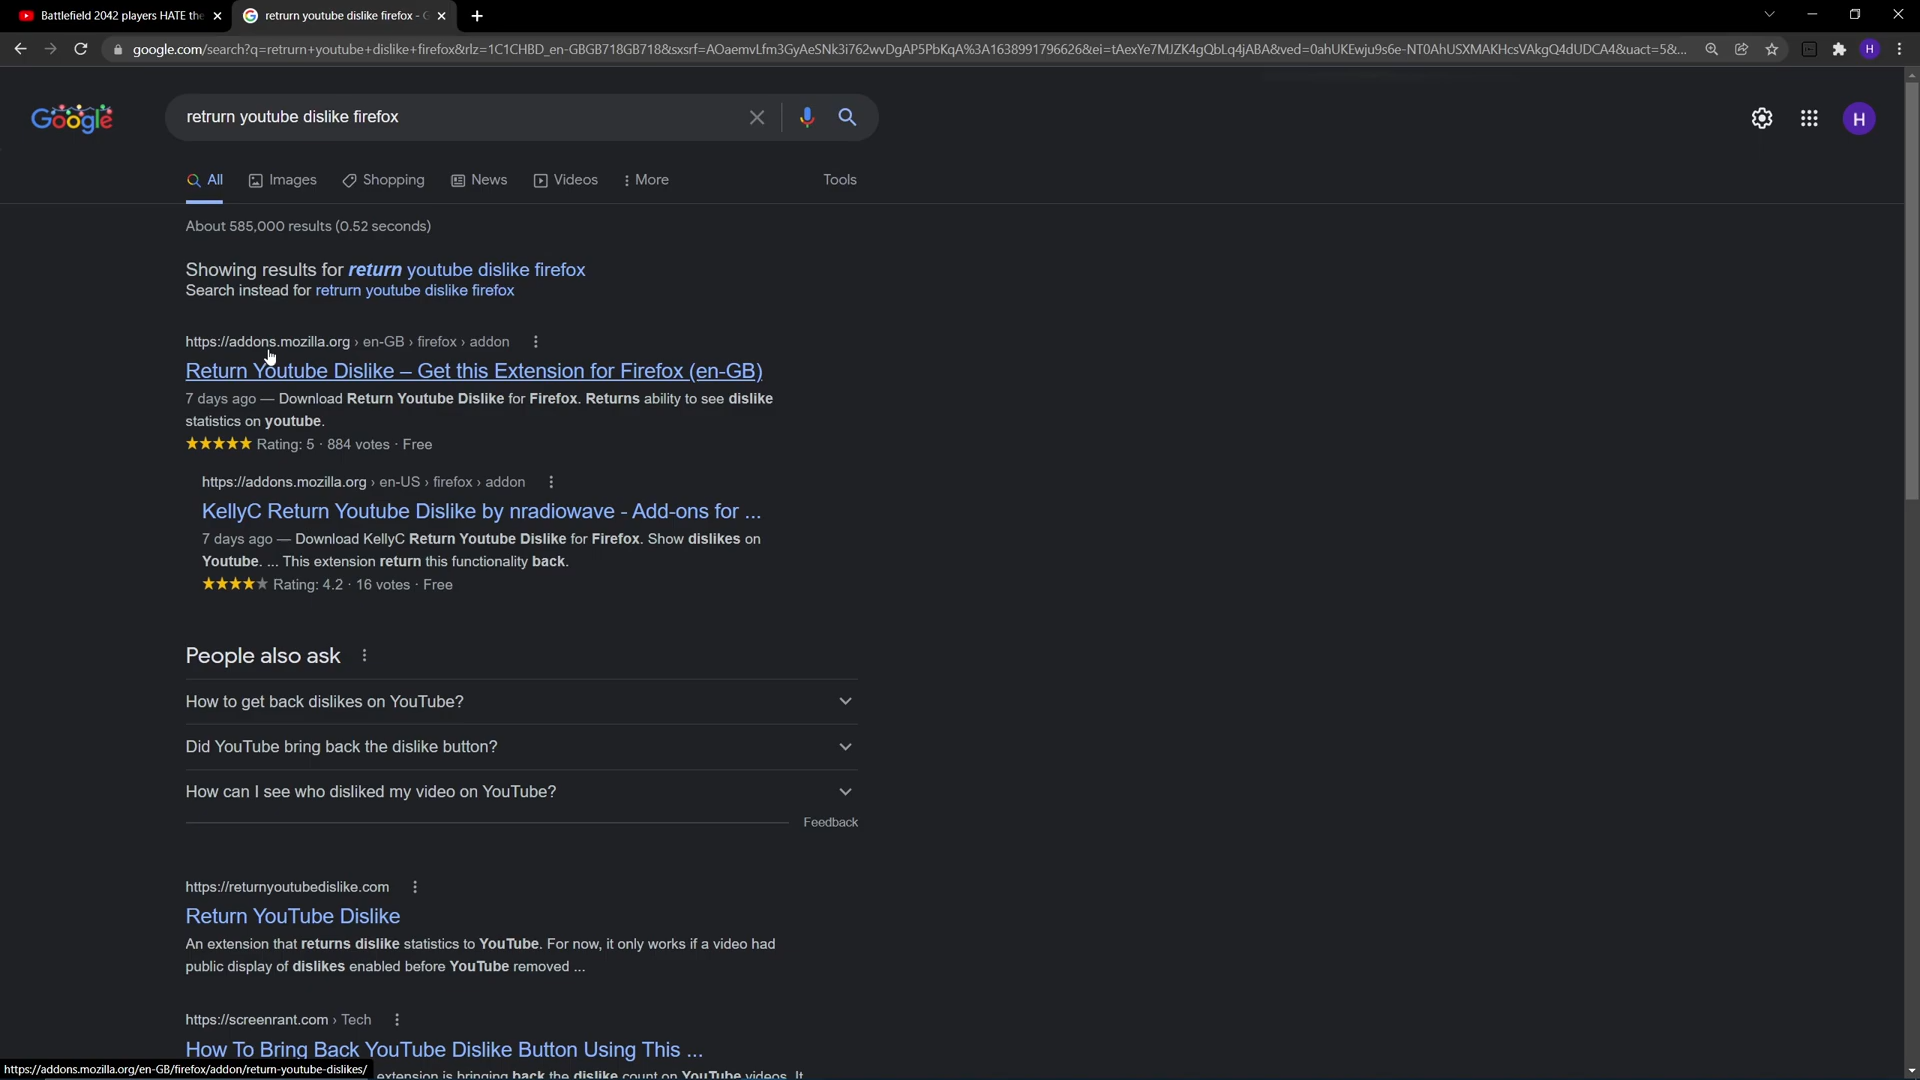 Battlefield 2042 players HATE the
retrurn youtube dislike firefox - G
google.com/search?q=retrurn+youtube+dislike+firefox&rlz=1C1CHBD_en-GBGB718GB718&sxsrf=AOaemvLfm3GyAeSNk3i762wvDgAP5PbKqA%3A1638991796626&ei=tAexYe7MJZK4gQbLq4jABA&ved=0ahUKEwju9s6e-NT0AhUSXMAKHcsVAkgQ4dUDCA4&uact=5&...
H
Google
retrurn youtube dislike firefox
H
All
Images
Shopping
News
Videos
More
Tools
About 585,000 results (0.52 seconds)
Showing results for return youtube dislike firefox
Search instead for retrurn youtube dislike firefox
https://addons.mozilla.org › en-GB › firefox › addon
Return Youtube Dislike – Get this Extension for Firefox (en-GB)
7 days ago — Download Return Youtube Dislike for Firefox. Returns ability to see dislike
statistics on youtube.
Rating: 5 · 884 votes · Free
https://addons.mozilla.org › en-US › firefox › addon
KellyC Return Youtube Dislike by nradiowave - Add-ons for ...
7 days ago — Download KellyC Return Youtube Dislike for Firefox. Show dislikes on
Youtube. ... This extension return this functionality back.
Rating: 4.2 · 16 votes · Free
People also ask
How to get back dislikes on YouTube?
Did YouTube bring back the dislike button?
How can I see who disliked my video on YouTube?
Feedback
https://returnyoutubedislike.com
Return YouTube Dislike
An extension that returns dislike statistics to YouTube. For now, it only works if a video had
public display of dislikes enabled before YouTube removed ...
https://screenrant.com › Tech
How To Bring Back YouTube Dislike Button Using This ...
extension is bringing back the dislike count on YouTube videos. It
https://addons.mozilla.org/en-GB/firefox/addon/return-youtube-dislikes/